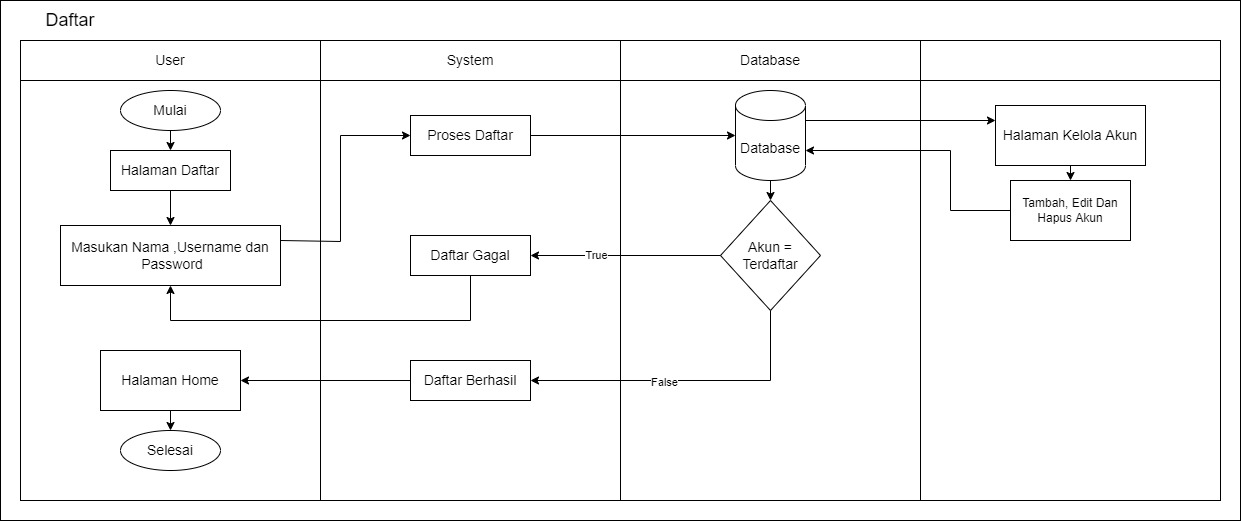 Daftar
User
System
Database
Mulai
Halaman Daftar
Masukan Nama ,Username dan
Password
Proses Daftar
Database
Halaman Kelola Akun
Tambah, Edit Dan
Hapus Akun
Akun =
Terdaftar
True
Daftar Gagal
False
Daftar Berhasil
Halaman Home
Selesai